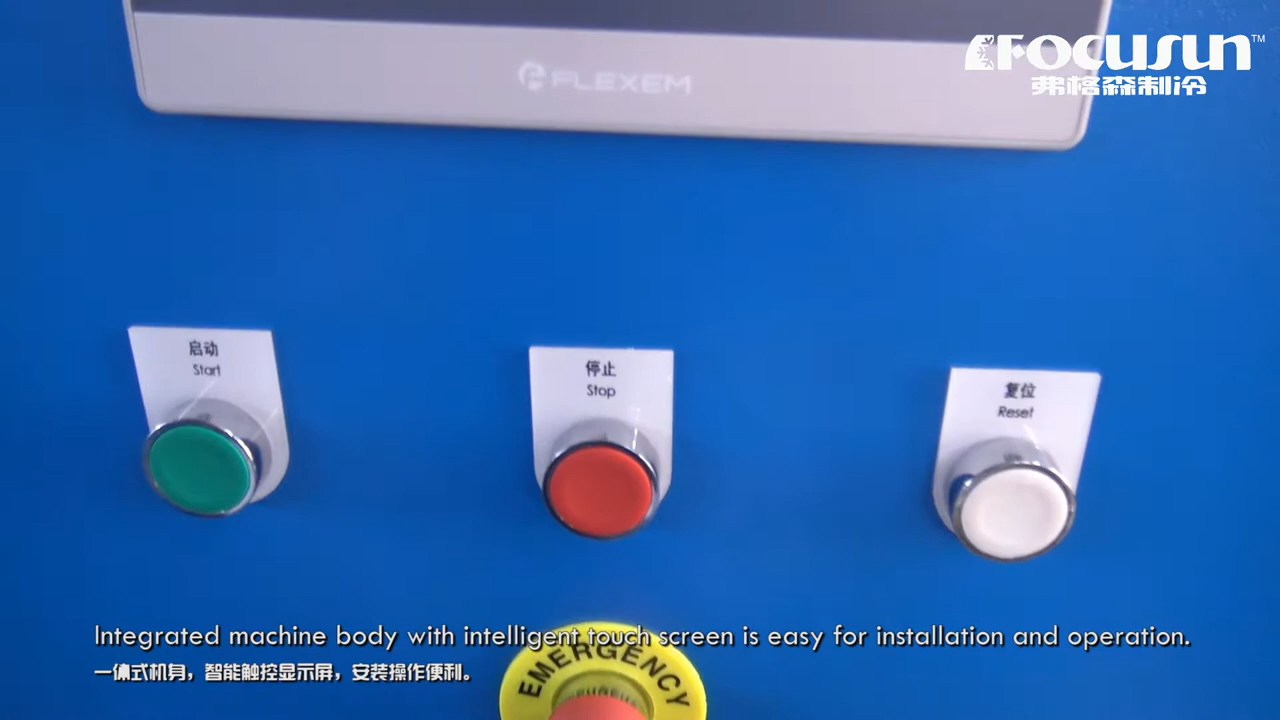 FLEXEM
FOCUSUN™
弗格森制冷
启动
Start
停止
Stop
复位
Reset
Integrated machine body with intelligent touch screen is easy for installation and operation.
一体式机身，智能触控显示屏，安装操作便利。
EMERGENCY